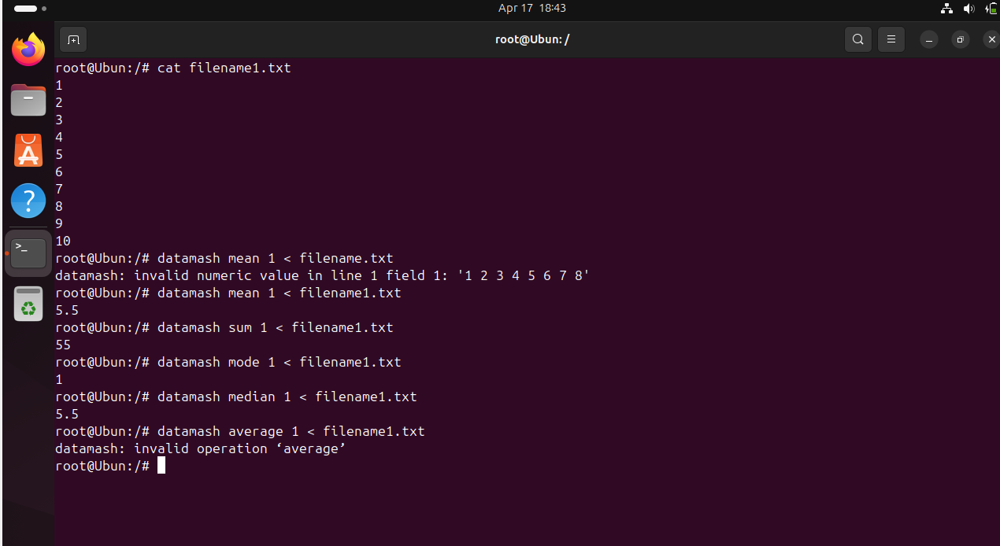 Apr 17 18:43
root@Ubun: /
root@Ubun:/# cat filename1.txt
1
2
3
4
5
6
7
8
9
10
root@Ubun:/# datamash mean 1 < filename.txt
datamash: invalid numeric value in line 1 field 1: '1 2 3 4 5 6 7 8'
root@Ubun:/# datamash mean 1 < filename1.txt
5.5
root@Ubun:/# datamash sum 1 < filename1.txt
55
root@Ubun:/# datamash mode 1 < filename1.txt
1
root@Ubun:/# datamash median 1 < filename1.txt
5.5
root@Ubun:/# datamash average 1 < filename1.txt
datamash: invalid operation ‘average’
root@Ubun:/#